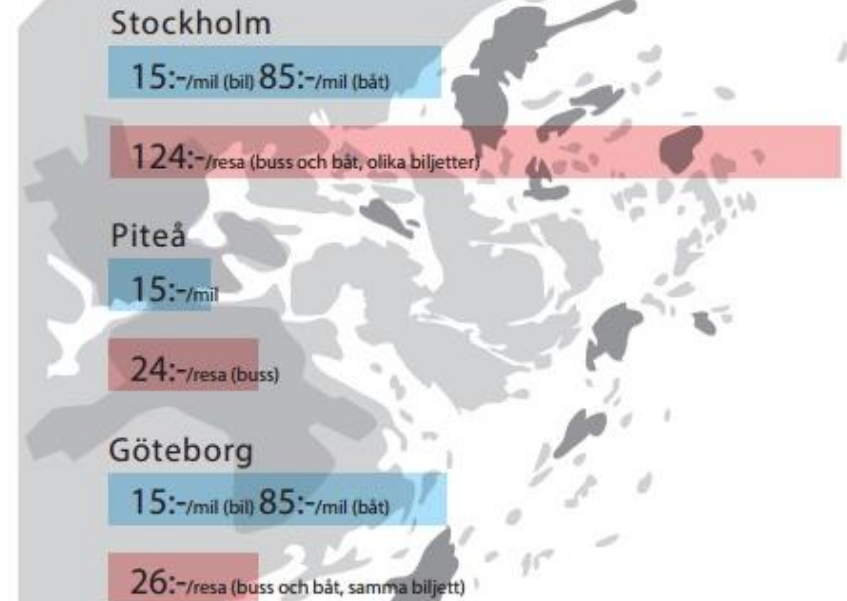 Stockholm
15:-/mil (bil) 85:-/mil (båt)
124:-/resa (buss och båt, olika biljetter)
Piteå
15:-/mil
24:-/resa (buss)
Göteborg
15:-/mil (bil) 85:-/mil (båt)
26:-/resa (buss och båt, samma biljett)